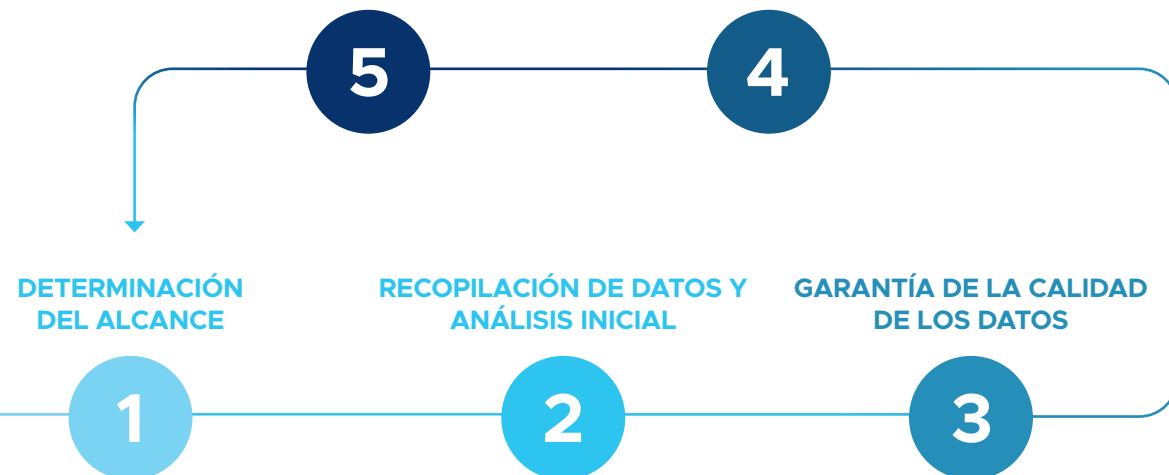 5
4
DETERMINACIÓN
DEL ALCANCE
RECOPILACIÓN DE DATOS Y
ANÁLISIS INICIAL
GARANTÍA DE LA CALIDAD
DE LOS DATOS
1
2
3